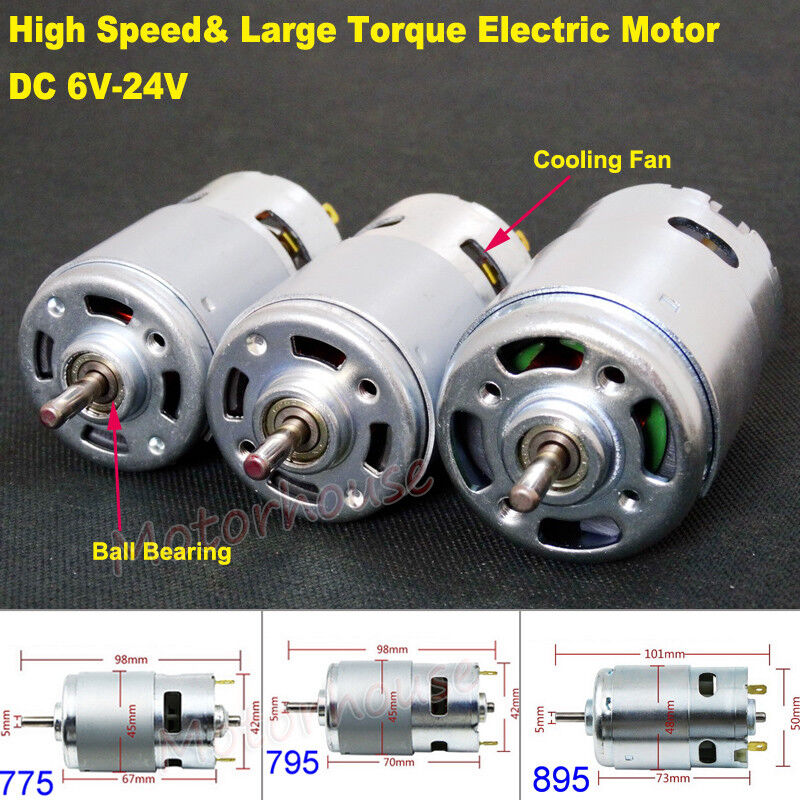 High Speed& Large Torque Electric Motor
DC 6V-24V
Cooling Fan
Ball Bearing
Motorhouse
98mm
5mm
45mm
42mm
67mm
775
98mm
5mm
45mm
42mm
70mm
795
Motorhouse
101mm
5mm
48mm
50mm
73mm
895